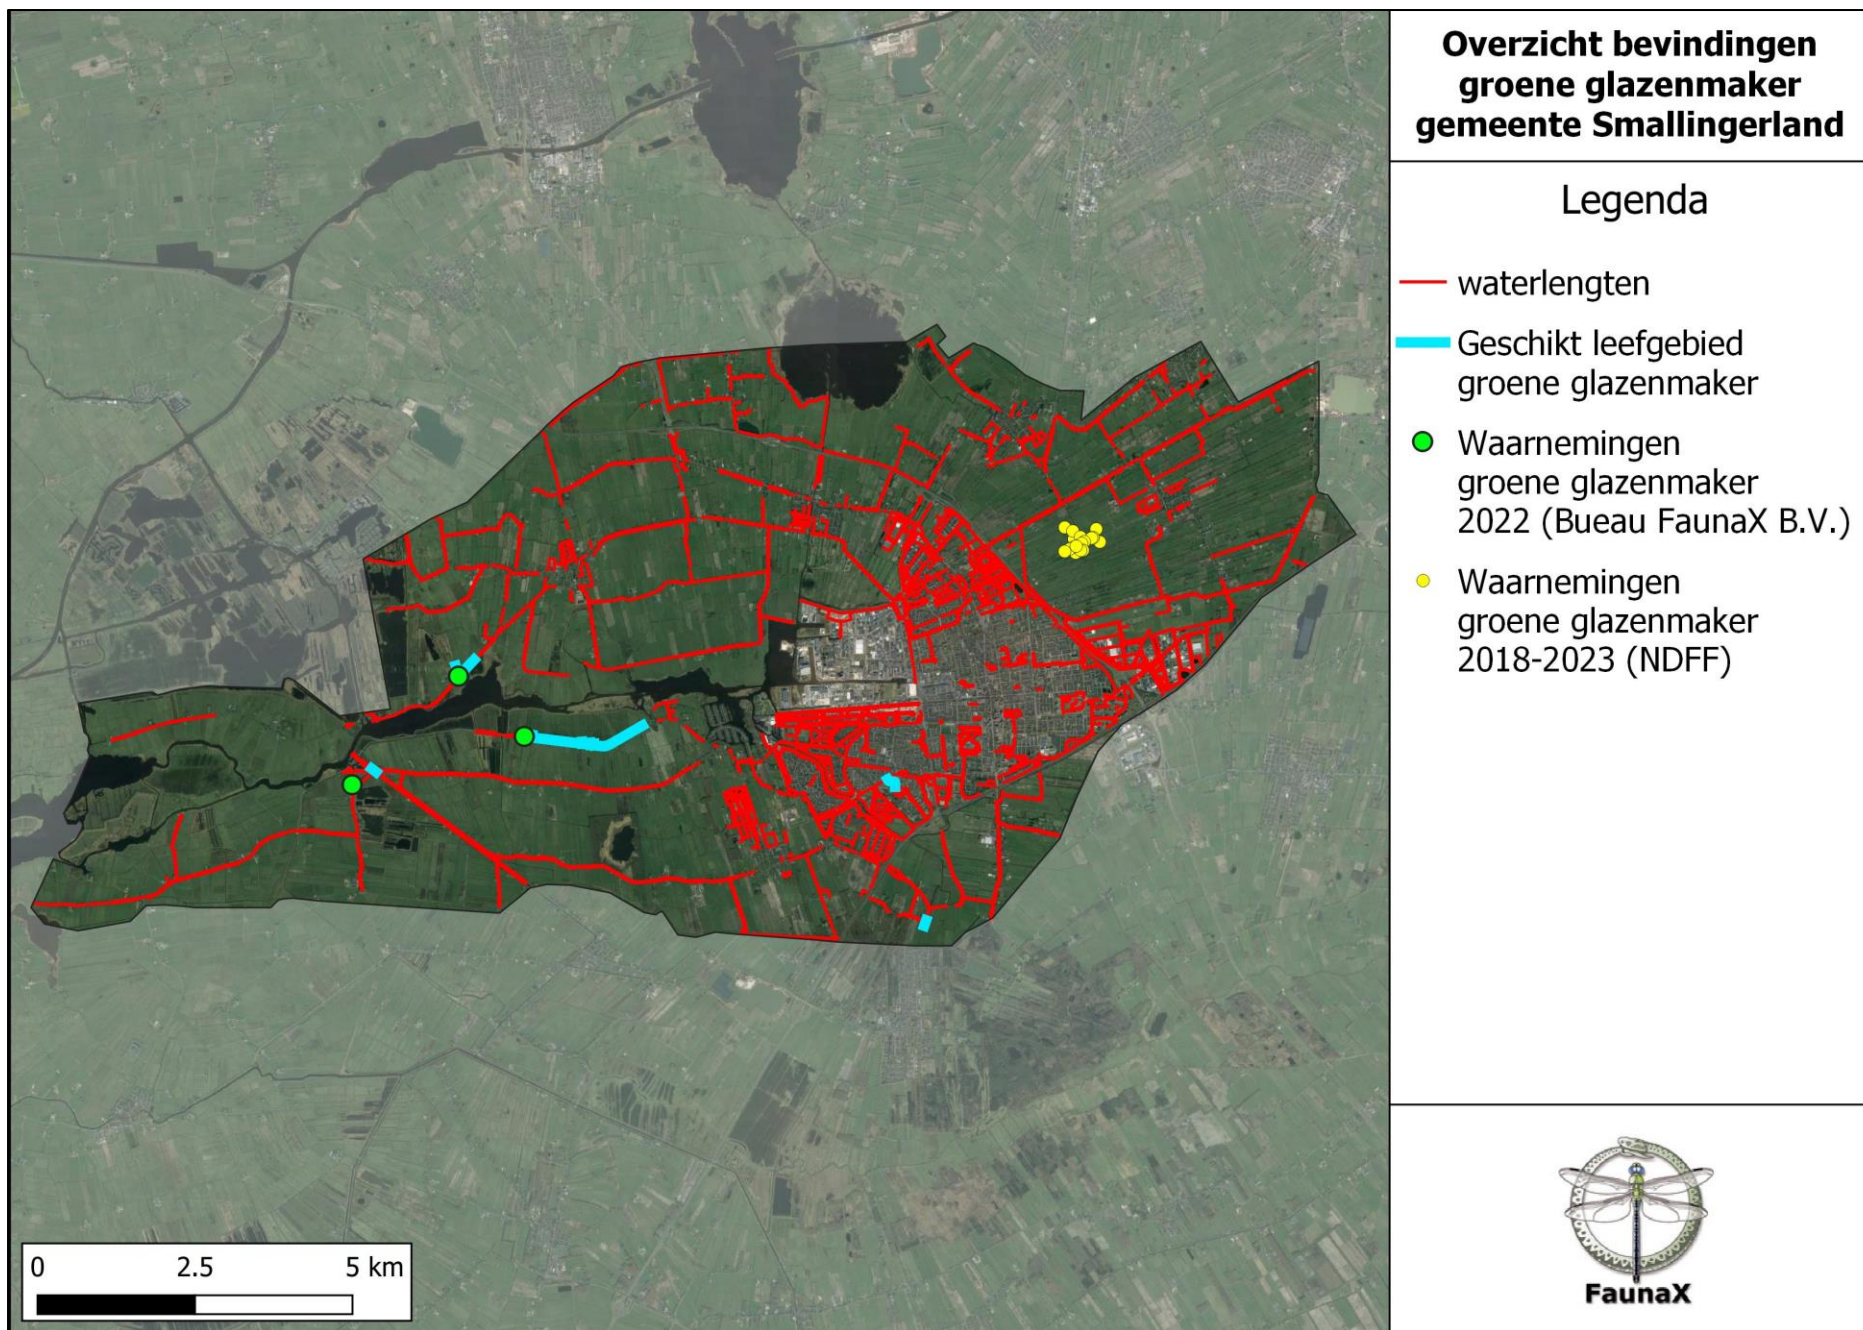 Overzicht bevindingen
groene glazenmaker
gemeente Smallingerland
Legenda
waterlengten
Geschikt leefgebied
groene glazenmaker
Waarnemingen
groene glazenmaker
2022 (Bueau FaunaX B.V.)
Waarnemingen
groene glazenmaker
2018-2023 (NDFF)
0 2.5 5 km
FaunaX